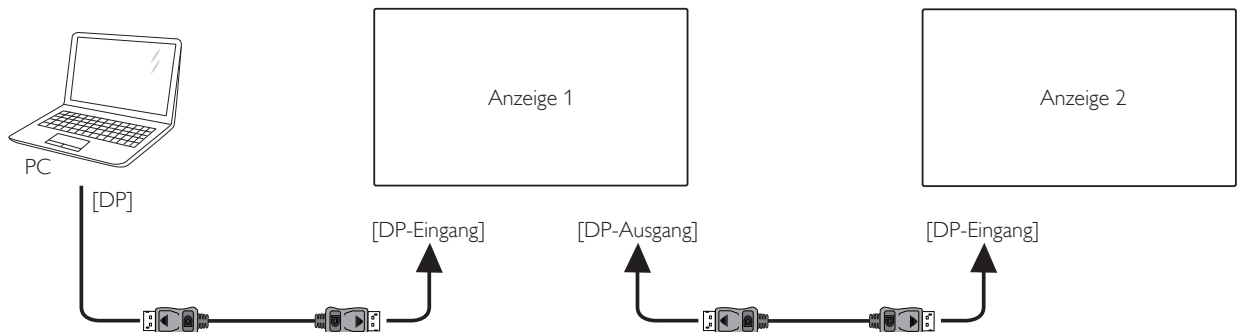 Anzeige 1
Anzeige 2
PC
[DP]
[DP-Eingang]
[DP-Ausgang]
[DP-Eingang]